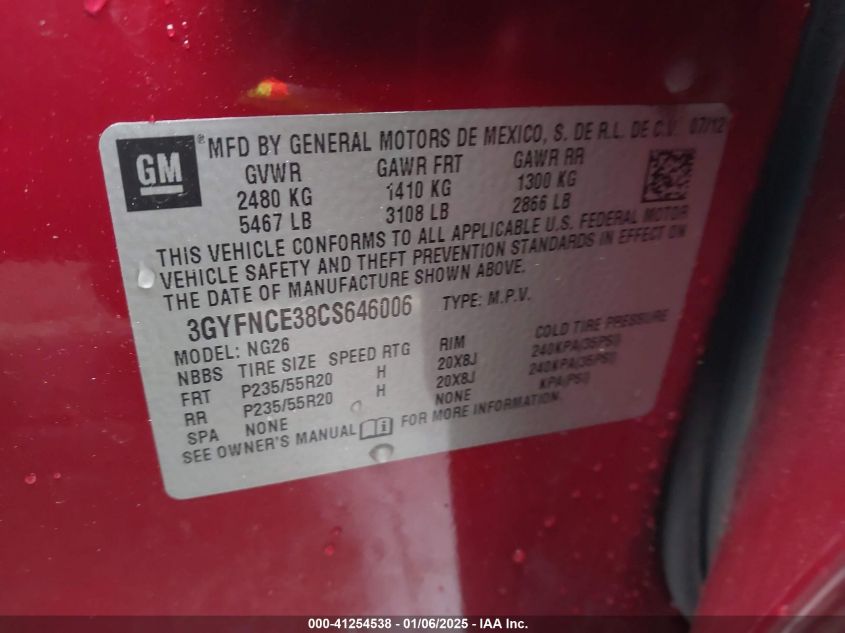 GM
® MFD BY GENERAL MOTORS DE MEXICO, S. DE R.L. DE C.V. 07/12
GVWR GAWR FRT GAWR RR
2480 KG 1410 KG 1300 KG
5467 LB 3108 LB 2866 LB
THIS VEHICLE CONFORMS TO ALL APPLICABLE U.S. FEDERAL MOTOR
VEHICLE SAFETY AND THEFT PREVENTION STANDARDS IN EFFECT ON
THE DATE OF MANUFACTURE SHOWN ABOVE.
3GYFNCE38CS646006 TYPE: M.P.V.
MODEL: NG26
NBBS TIRE SIZE SPEED RTG RIM COLD TIRE PRESSURE
FRT P235/55R20 H 20X8J 240KPA(35PSI)
RR P235/55R20 H 20X8J 240KPA(35PSI)
SPA NONE NONE KPA(PSI)
SEE OWNER'S MANUAL i FOR MORE INFORMATION.
000-41254538 - 01/06/2025 - IAA Inc.